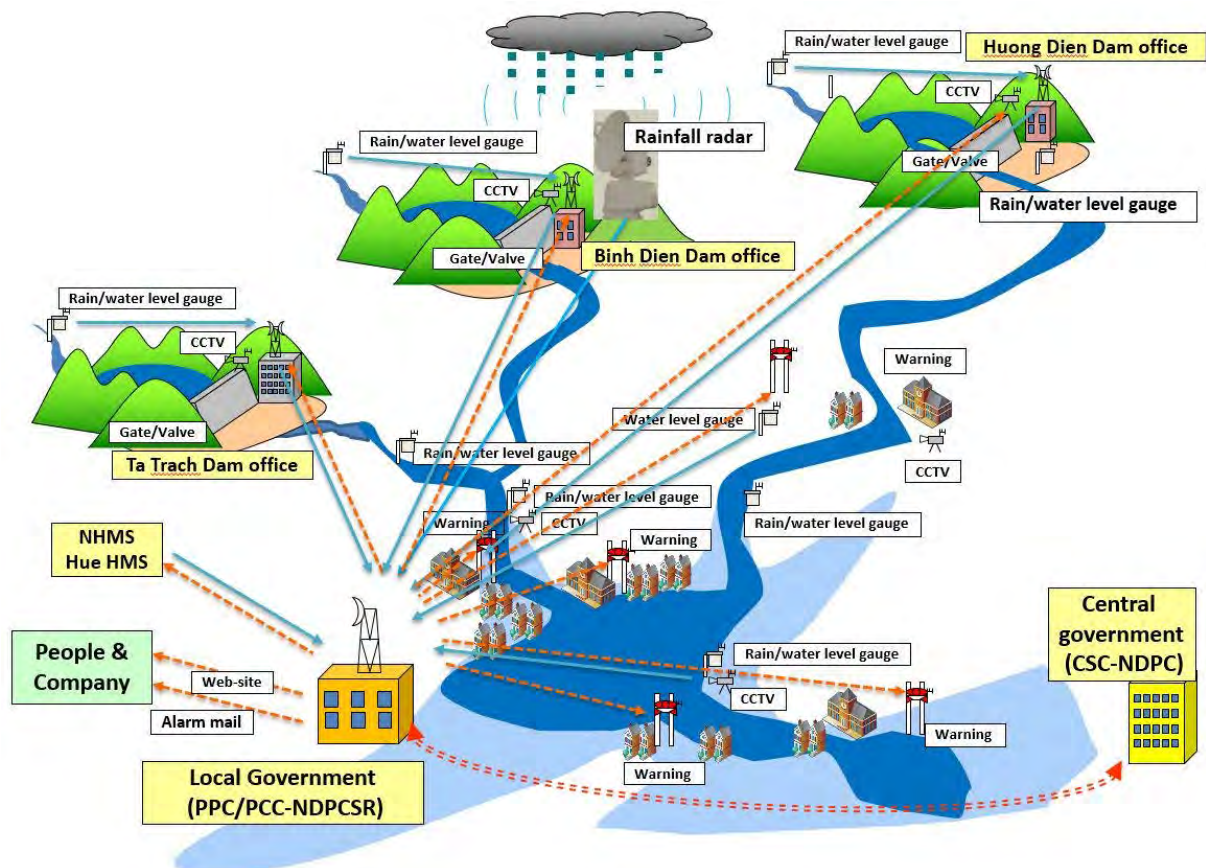 Rain/water level gauge
Huong Dien Dam office
CCTV
Rainfall radar
Rain/water level gauge
CCTV
Gate/Valve
Rain/water level gauge
Gate/Valve
Binh Dien Dam office
Rain/water level gauge
CCTV
Warning
Water level gauge
Gate/Valve
Rain/water level gauge
Ta Trach Dam office
CCTV
Rain/water level gauge
Warning
CCTV
Rain/water level gauge
Warning
NHMS
Hue HMS
Central
government
(CSC-NDPC)
People &
Company
Rain/water level gauge
Web-site
CCTV
Alarm mail
Warning
Warning
Local Government
(PPC/PCC-NDPCSR)